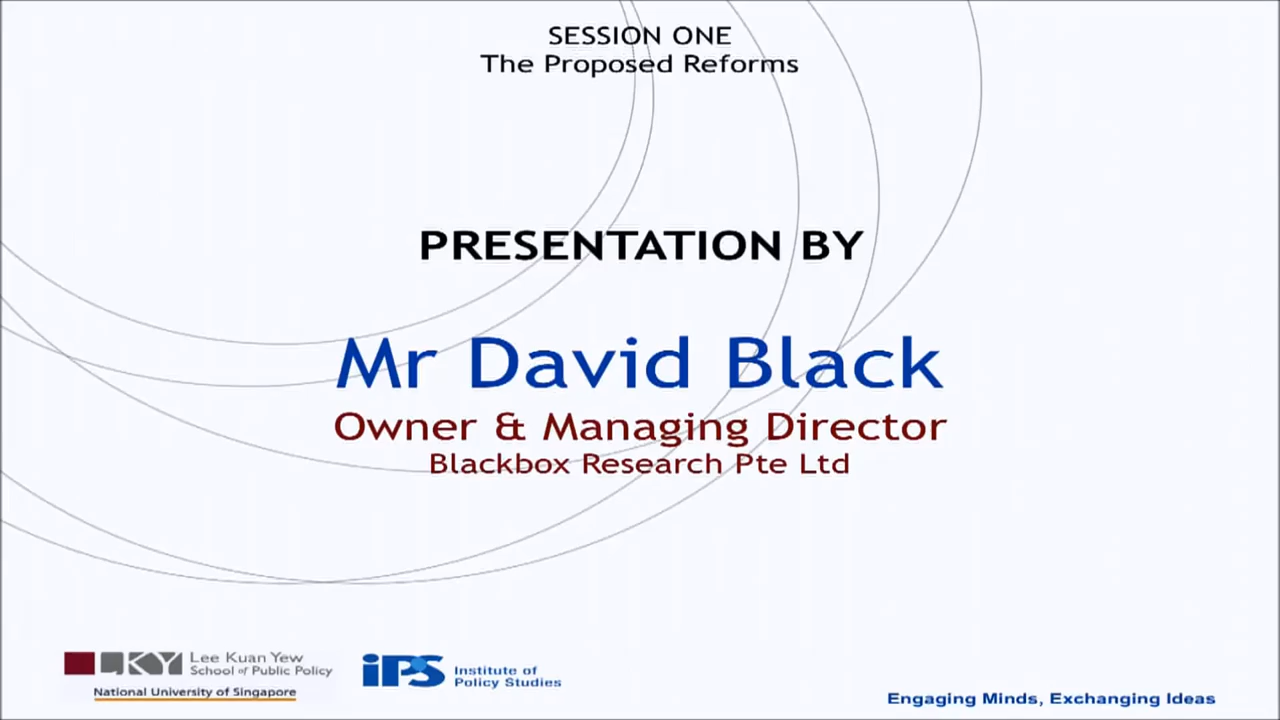 SESSION ONE
The Proposed Reforms
PRESENTATION BY
Mr David Black
Owner & Managing Director
Blackbox Research Pte Ltd
LKY Lee Kuan Yew
School of Public Policy
National University of Singapore
iPS Institute of
Policy Studies
Engaging Minds, Exchanging Ideas